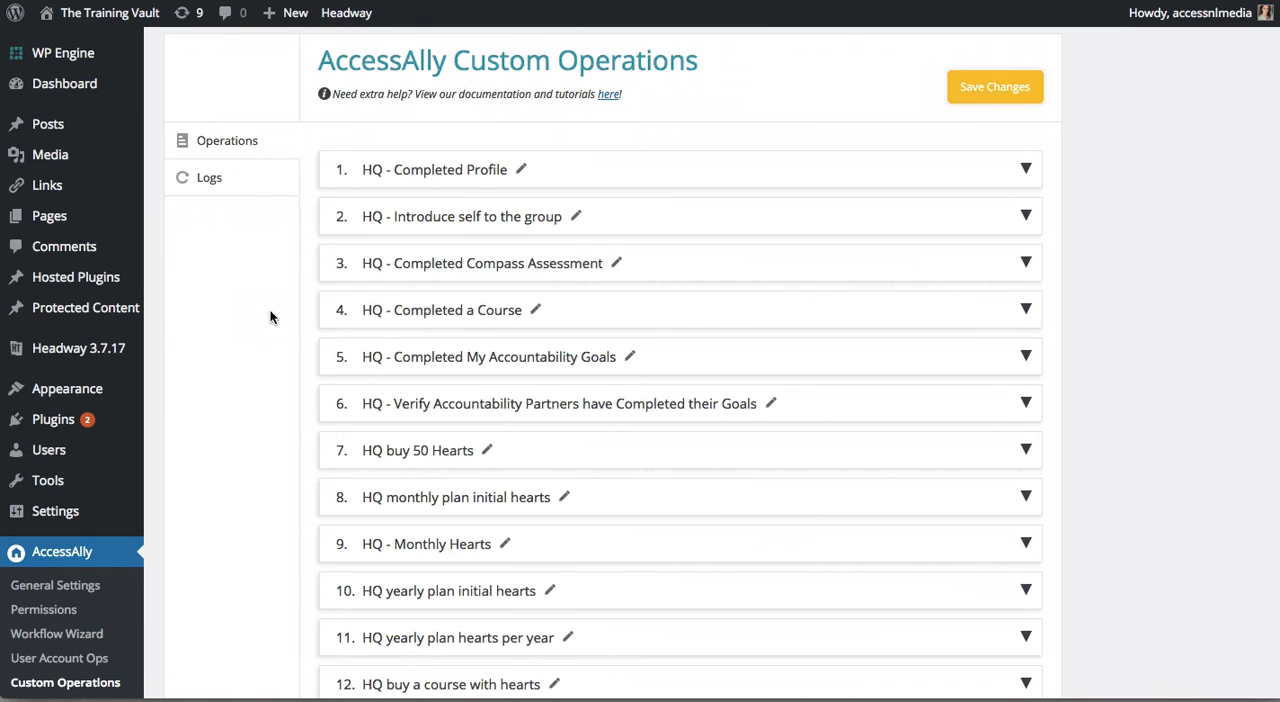 The Training Vault 9 0 New Headway Howdy, accessnlmedia
WP Engine
Dashboard
Posts
Media
Links
Pages
Comments
Hosted Plugins
Protected Content
Headway 3.7.17
Appearance
Plugins 2
Users
Tools
Settings
AccessAlly
General Settings
Permissions
Workflow Wizard
User Account Ops
Custom Operations
AccessAlly Custom Operations
Need extra help? View our documentation and tutorials here!
Save Changes
Operations
Logs
1. HQ - Completed Profile
2. HQ - Introduce self to the group
3. HQ - Completed Compass Assessment
4. HQ - Completed a Course
5. HQ - Completed My Accountability Goals
6. HQ - Verify Accountability Partners have Completed their Goals
7. HQ buy 50 Hearts
8. HQ monthly plan initial hearts
9. HQ - Monthly Hearts
10. HQ yearly plan initial hearts
11. HQ yearly plan hearts per year
12. HQ buy a course with hearts